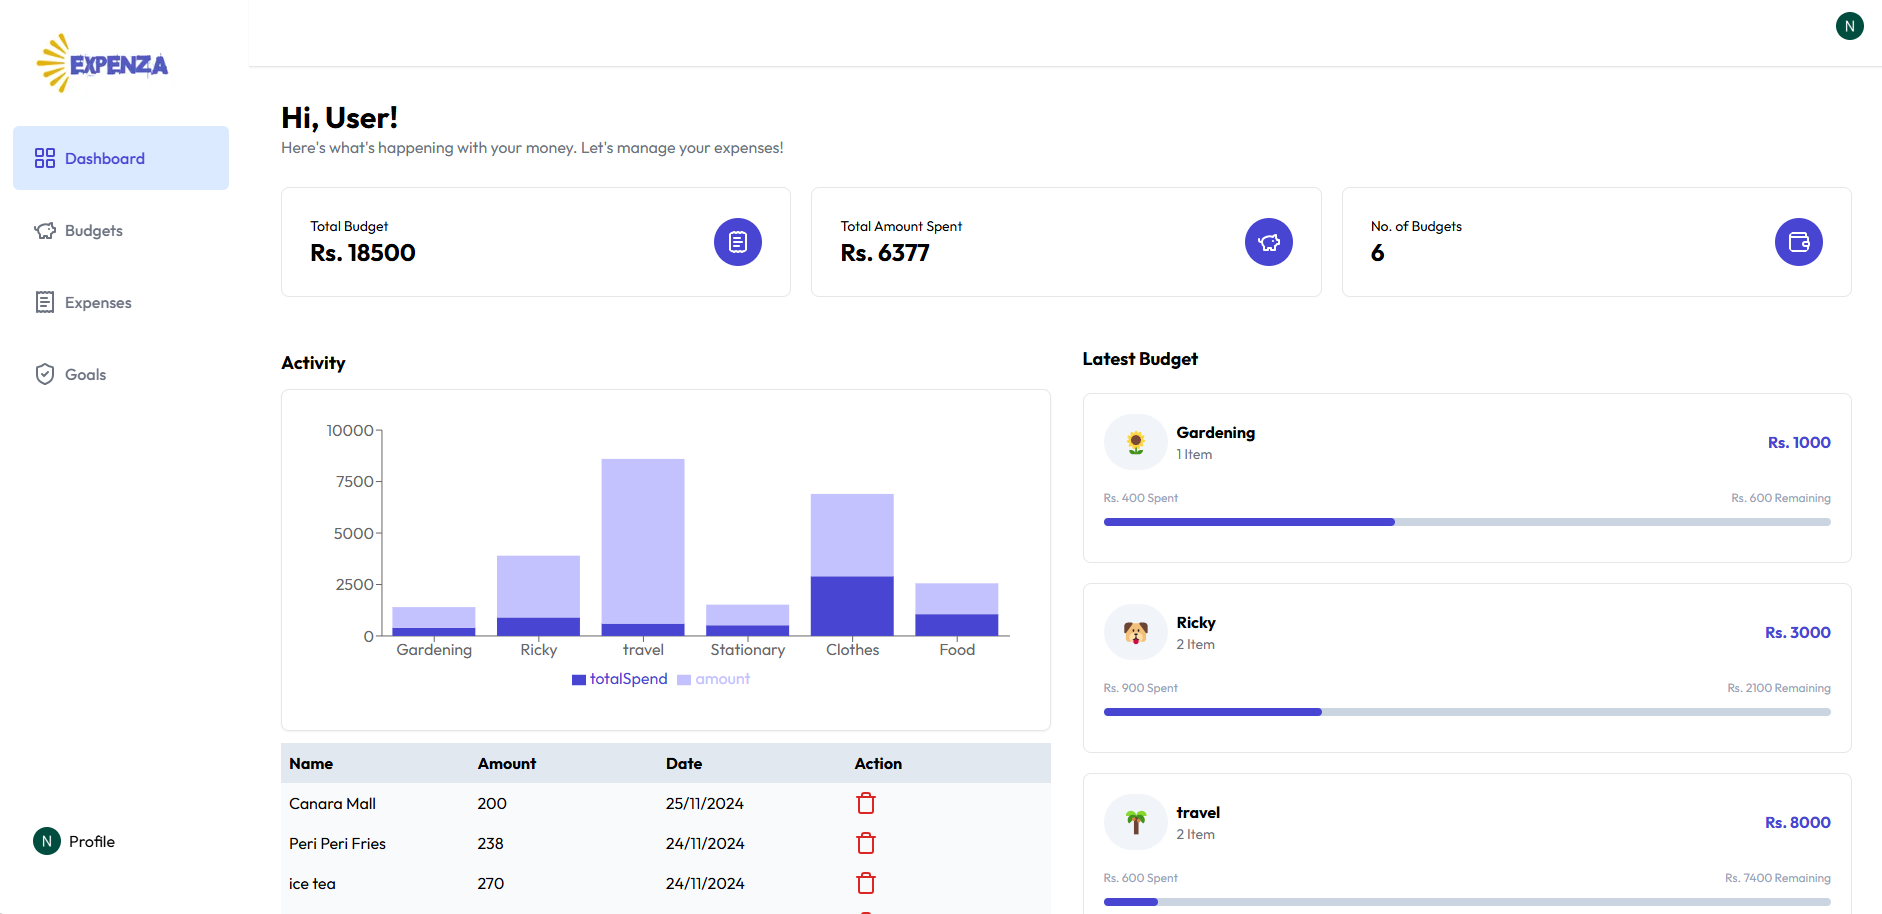 EXPENZA
N
Dashboard
Budgets
Expenses
Goals
N Profile
Hi, User!
Here's what's happening with your money. Let's manage your expenses!
Total Budget
Rs. 18500
Total Amount Spent
Rs. 6377
No. of Budgets
6
Activity
10000
7500
5000
2500
0
Gardening Ricky travel Stationary Clothes Food
totalSpend amount
Name Amount Date Action
Canara Mall 200 25/11/2024
Peri Peri Fries 238 24/11/2024
ice tea 270 24/11/2024
Latest Budget
Gardening
1 Item
Rs. 1000
Rs. 400 Spent Rs. 600 Remaining
Ricky
2 Item
Rs. 3000
Rs. 900 Spent Rs. 2100 Remaining
travel
2 Item
Rs. 8000
Rs. 600 Spent Rs. 7400 Remaining